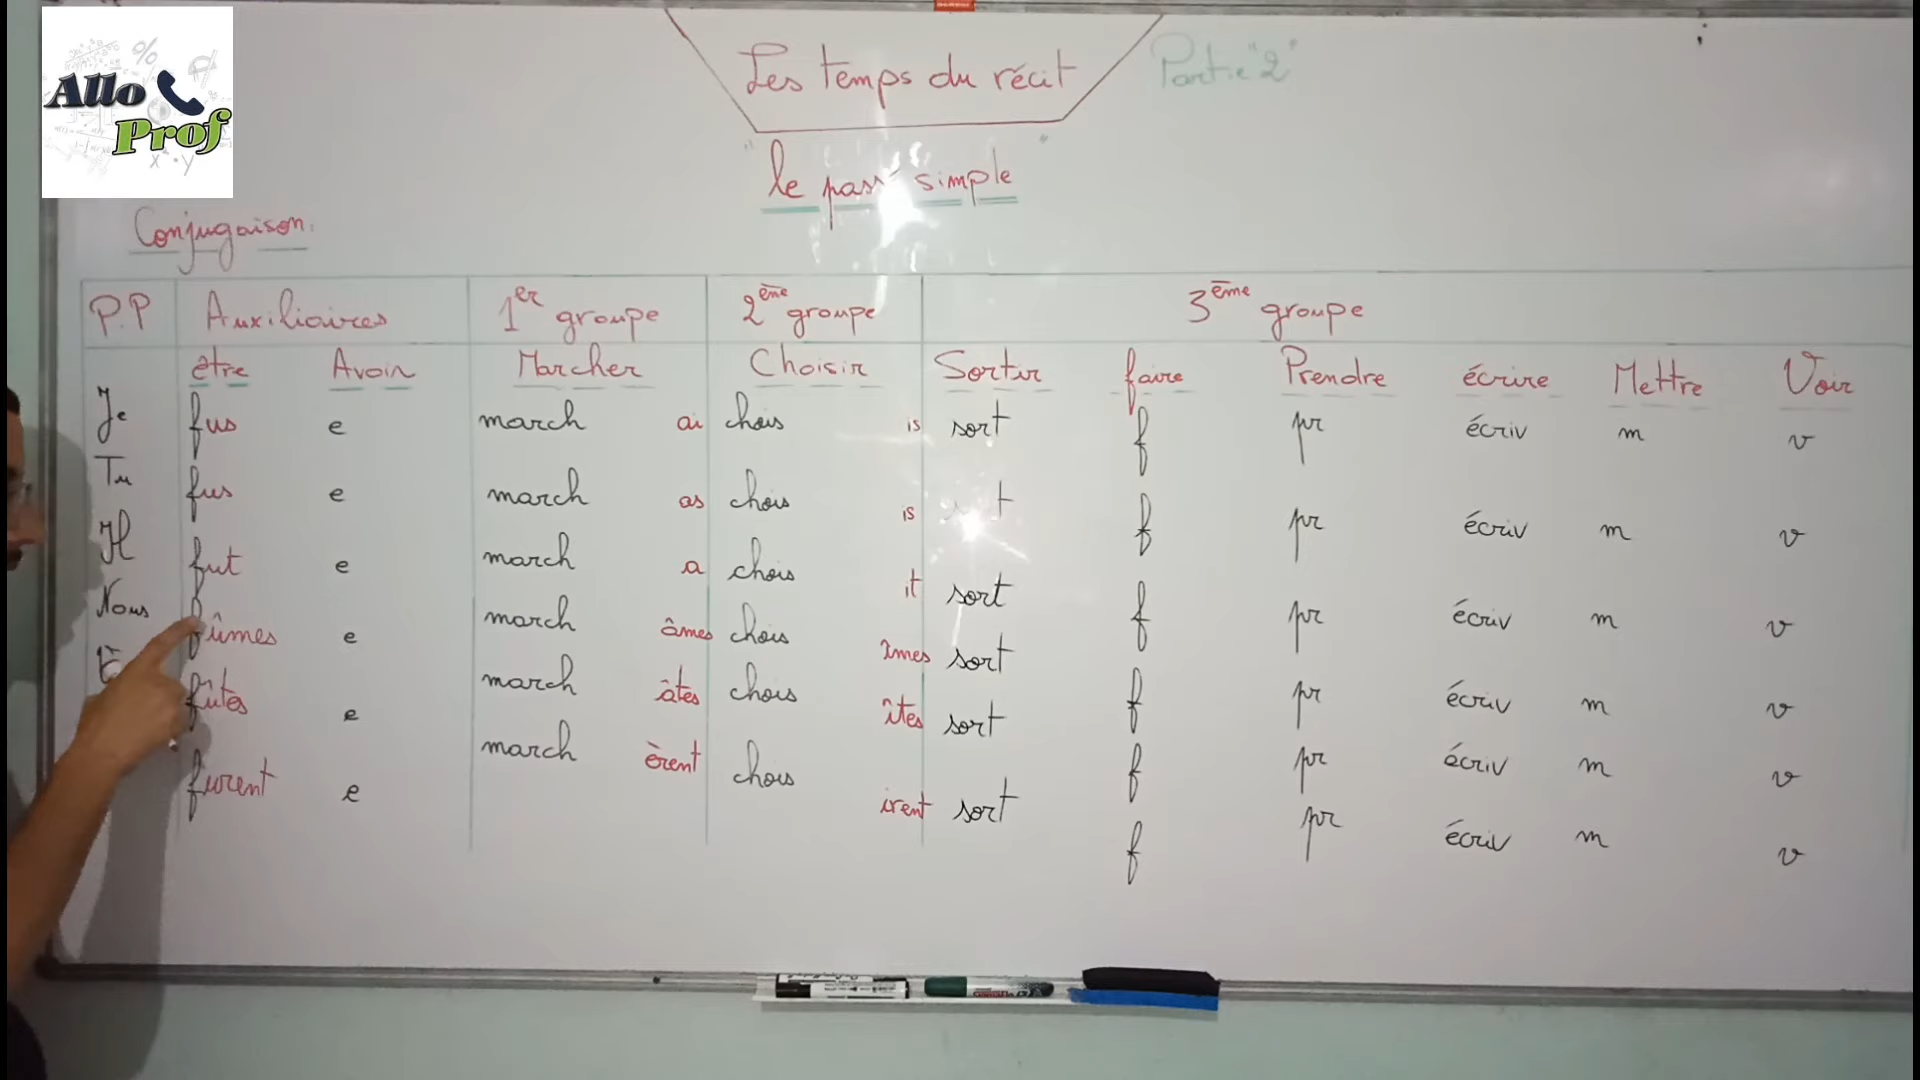 Allo
Prof
Les temps du récit
Partie "2"
"le passé simple"
Conjugaison:
P.P Auxiliaires 1er groupe 2ème groupe 3ème groupe
être Avoir Marcher Choisir Sortir faire Prendre écrire Mettre Voir
Je fus e march ai chois is sort f pr écriv m v
Tu fus e march as chois is f pr écriv m v
Il fut e march a chois it sort f pr écriv m v
Nous fûmes e march âmes chois îmes sort f pr écriv m v
fûtes e march âtes chois îtes sort f pr écriv m v
furent e march èrent chois irent sort f pr écriv m v